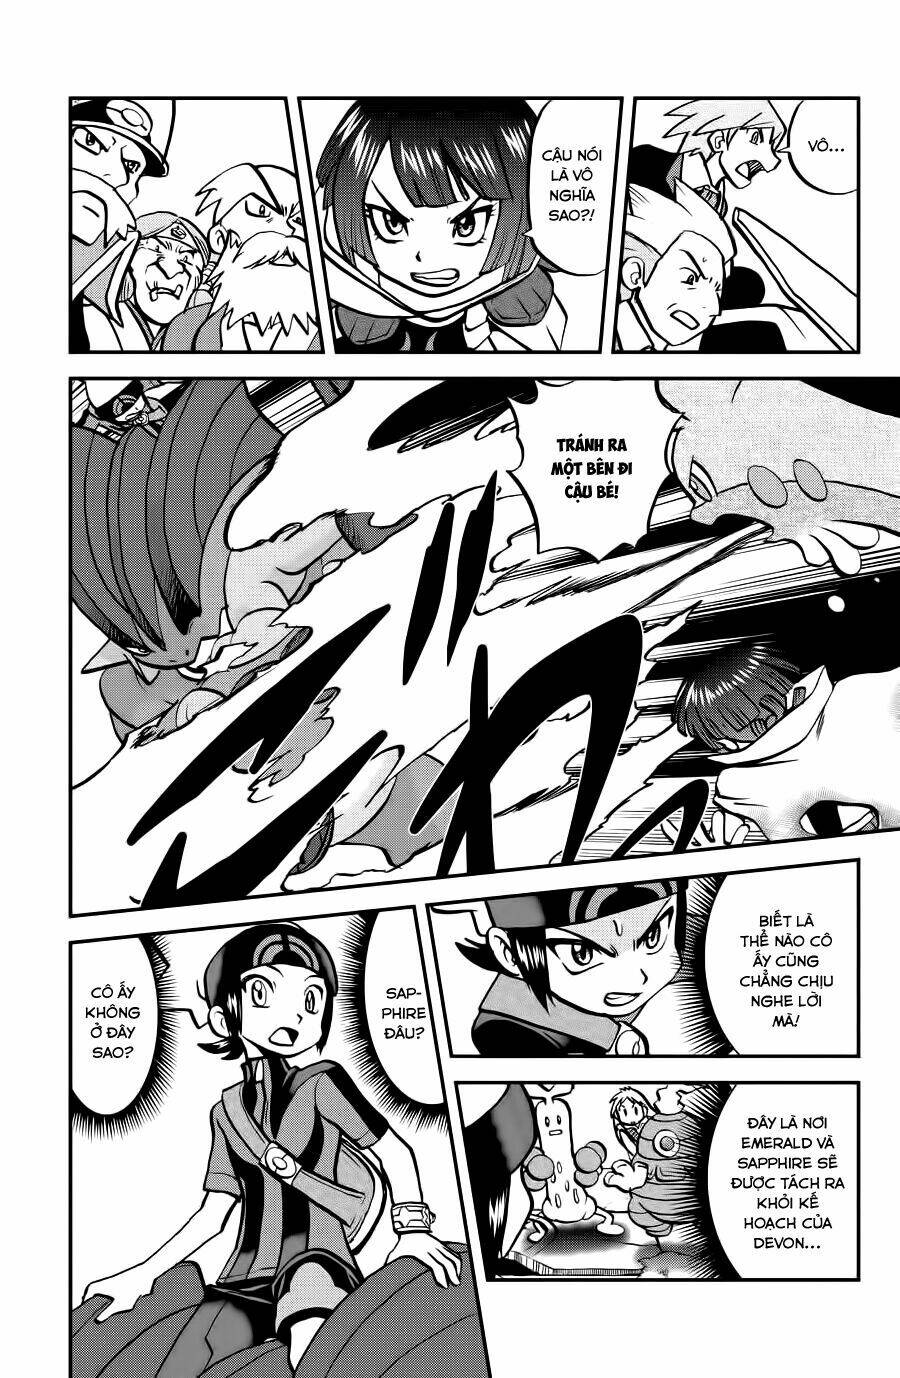 VÔ...
CẬU NÓI
LÀ VÔ
NGHĨA
SAO?!
TRÁNH RA
MỘT BÊN ĐI
CẬU BÉ!
BIẾT LÀ
THỂ NÀO CÔ
ẤY CŨNG
CHẲNG CHỊU
NGHE LỜI
MÀ!
ĐÂY LÀ NƠI
EMERALD VÀ
SAPPHIRE SẼ
ĐƯỢC TÁCH RA
KHỎI KẾ
HOẠCH CỦA
DEVON...
SAP-
PHIRE
ĐÂU?
CÔ ẤY
KHÔNG
Ở ĐÂY
SAO?